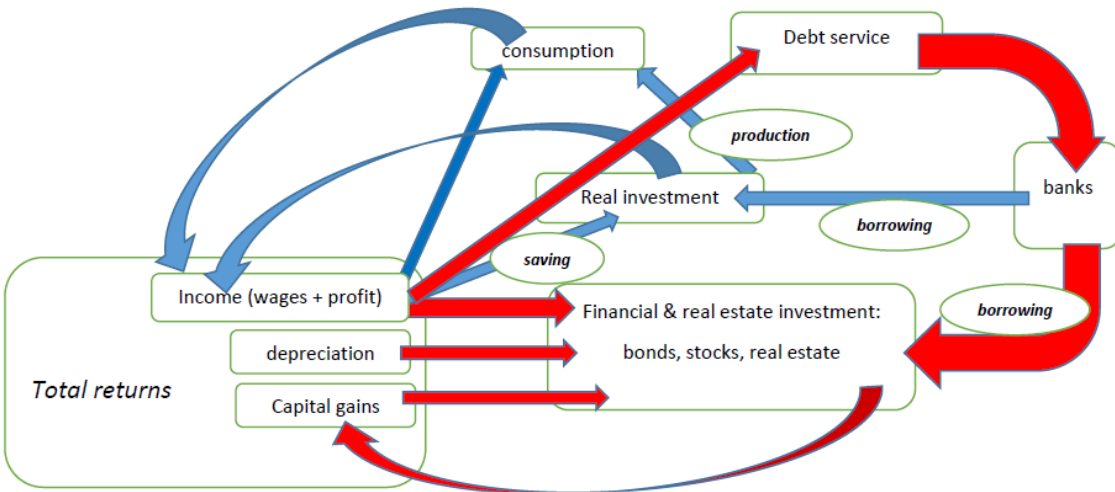 consumption
Debt service
production
banks
Real investment
borrowing
saving
Income (wages + profit)
Financial & real estate investment:
borrowing
depreciation
bonds, stocks, real estate
Total returns
Capital gains